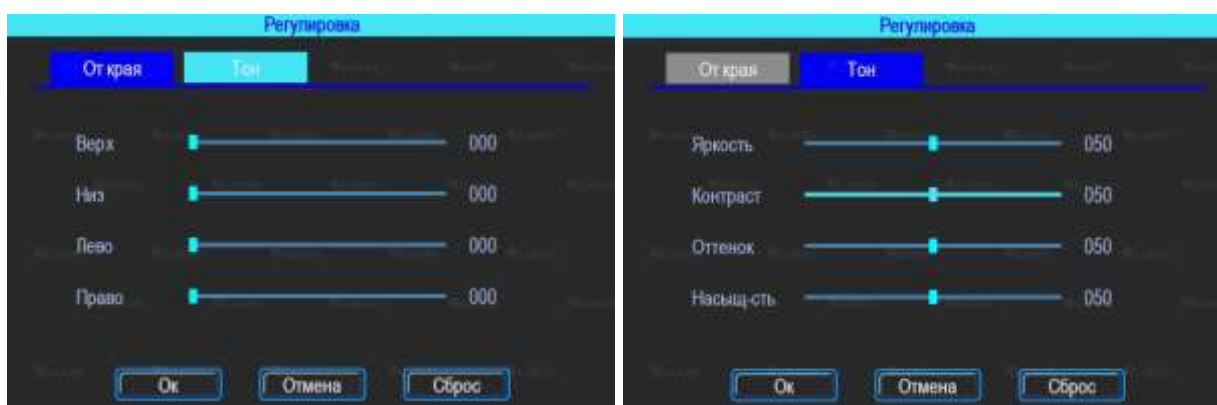 Регулировка
От края Тон
Верх 000
Низ 000
Лево 000
Право 000
Ок Отмена Сброс
Регулировка
От края Тон
Яркость 050
Контраст 050
Оттенок 050
Насыщ-сть 050
Ок Отмена Сброс